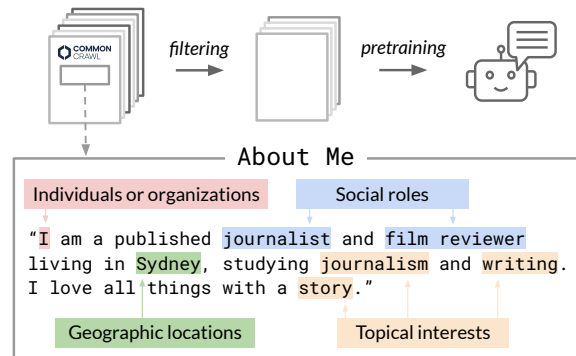 COMMON
CRAWL
filtering
pretraining
About Me
Individuals or organizations
Social roles
“I am a published journalist and film reviewer
living in Sydney, studying journalism and writing.
I love all things with a story.”
Geographic locations
Topical interests